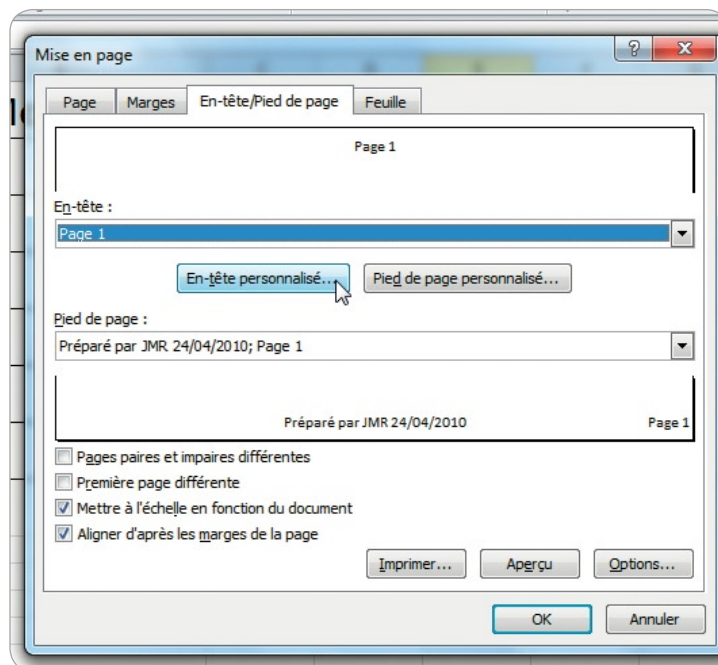 Mise en page
Page Marges En-tête/Pied de page Feuille
Page 1
En-tête :
Page 1
En-tête personnalisé... Pied de page personnalisé...
Pied de page :
Préparé par JMR 24/04/2010; Page 1
Préparé par JMR 24/04/2010 Page 1
Pages paires et impaires différentes
Première page différente
Mettre à l'échelle en fonction du document
Aligner d'après les marges de la page
Imprimer... Aperçu Options...
OK Annuler